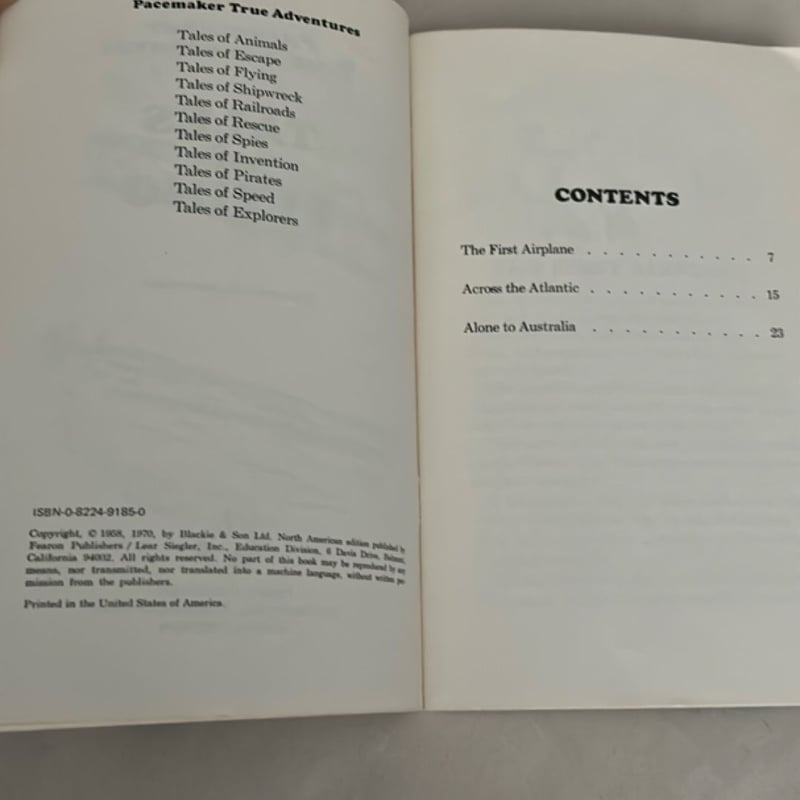 Pacemaker True Adventures
Tales of Animals
Tales of Escape
Tales of Flying
Tales of Shipwreck
Tales of Railroads
Tales of Rescue
Tales of Spies
Tales of Invention
Tales of Pirates
Tales of Speed
Tales of Explorers
ISBN-0-8224-9185-0
Copyright, © 1958, 1970, by Blackie & Son Ltd. North American edition published by
Fearon Publishers / Lear Siegler, Inc., Education Division, 6 Davis Drive, Belmont,
California 94002. All rights reserved. No part of this book may be reproduced by any
means, nor transmitted, nor translated into a machine language, without written per-
mission from the publishers.
Printed in the United States of America.
CONTENTS
The First Airplane . . . . . . . . . . . 7
Across the Atlantic . . . . . . . . . . . 15
Alone to Australia . . . . . . . . . . . 23